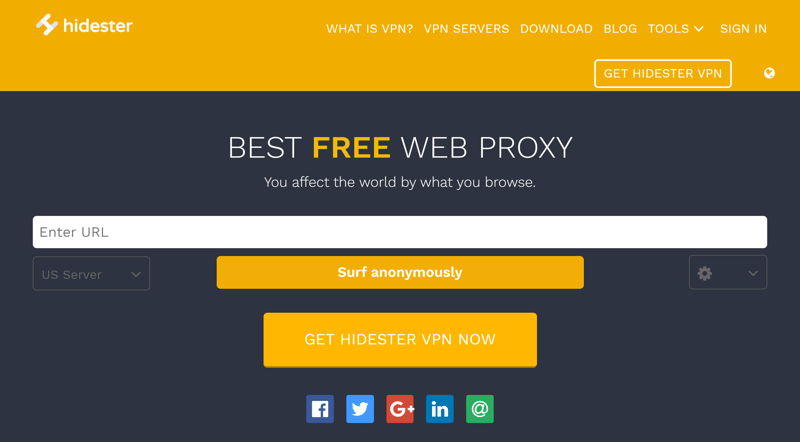 hidester
WHAT IS VPN? VPN SERVERS DOWNLOAD BLOG TOOLS SIGN IN
GET HIDESTER VPN
BEST FREE WEB PROXY
You affect the world by what you browse.
Enter URL
US Server
Surf anonymously
GET HIDESTER VPN NOW
G+ in @